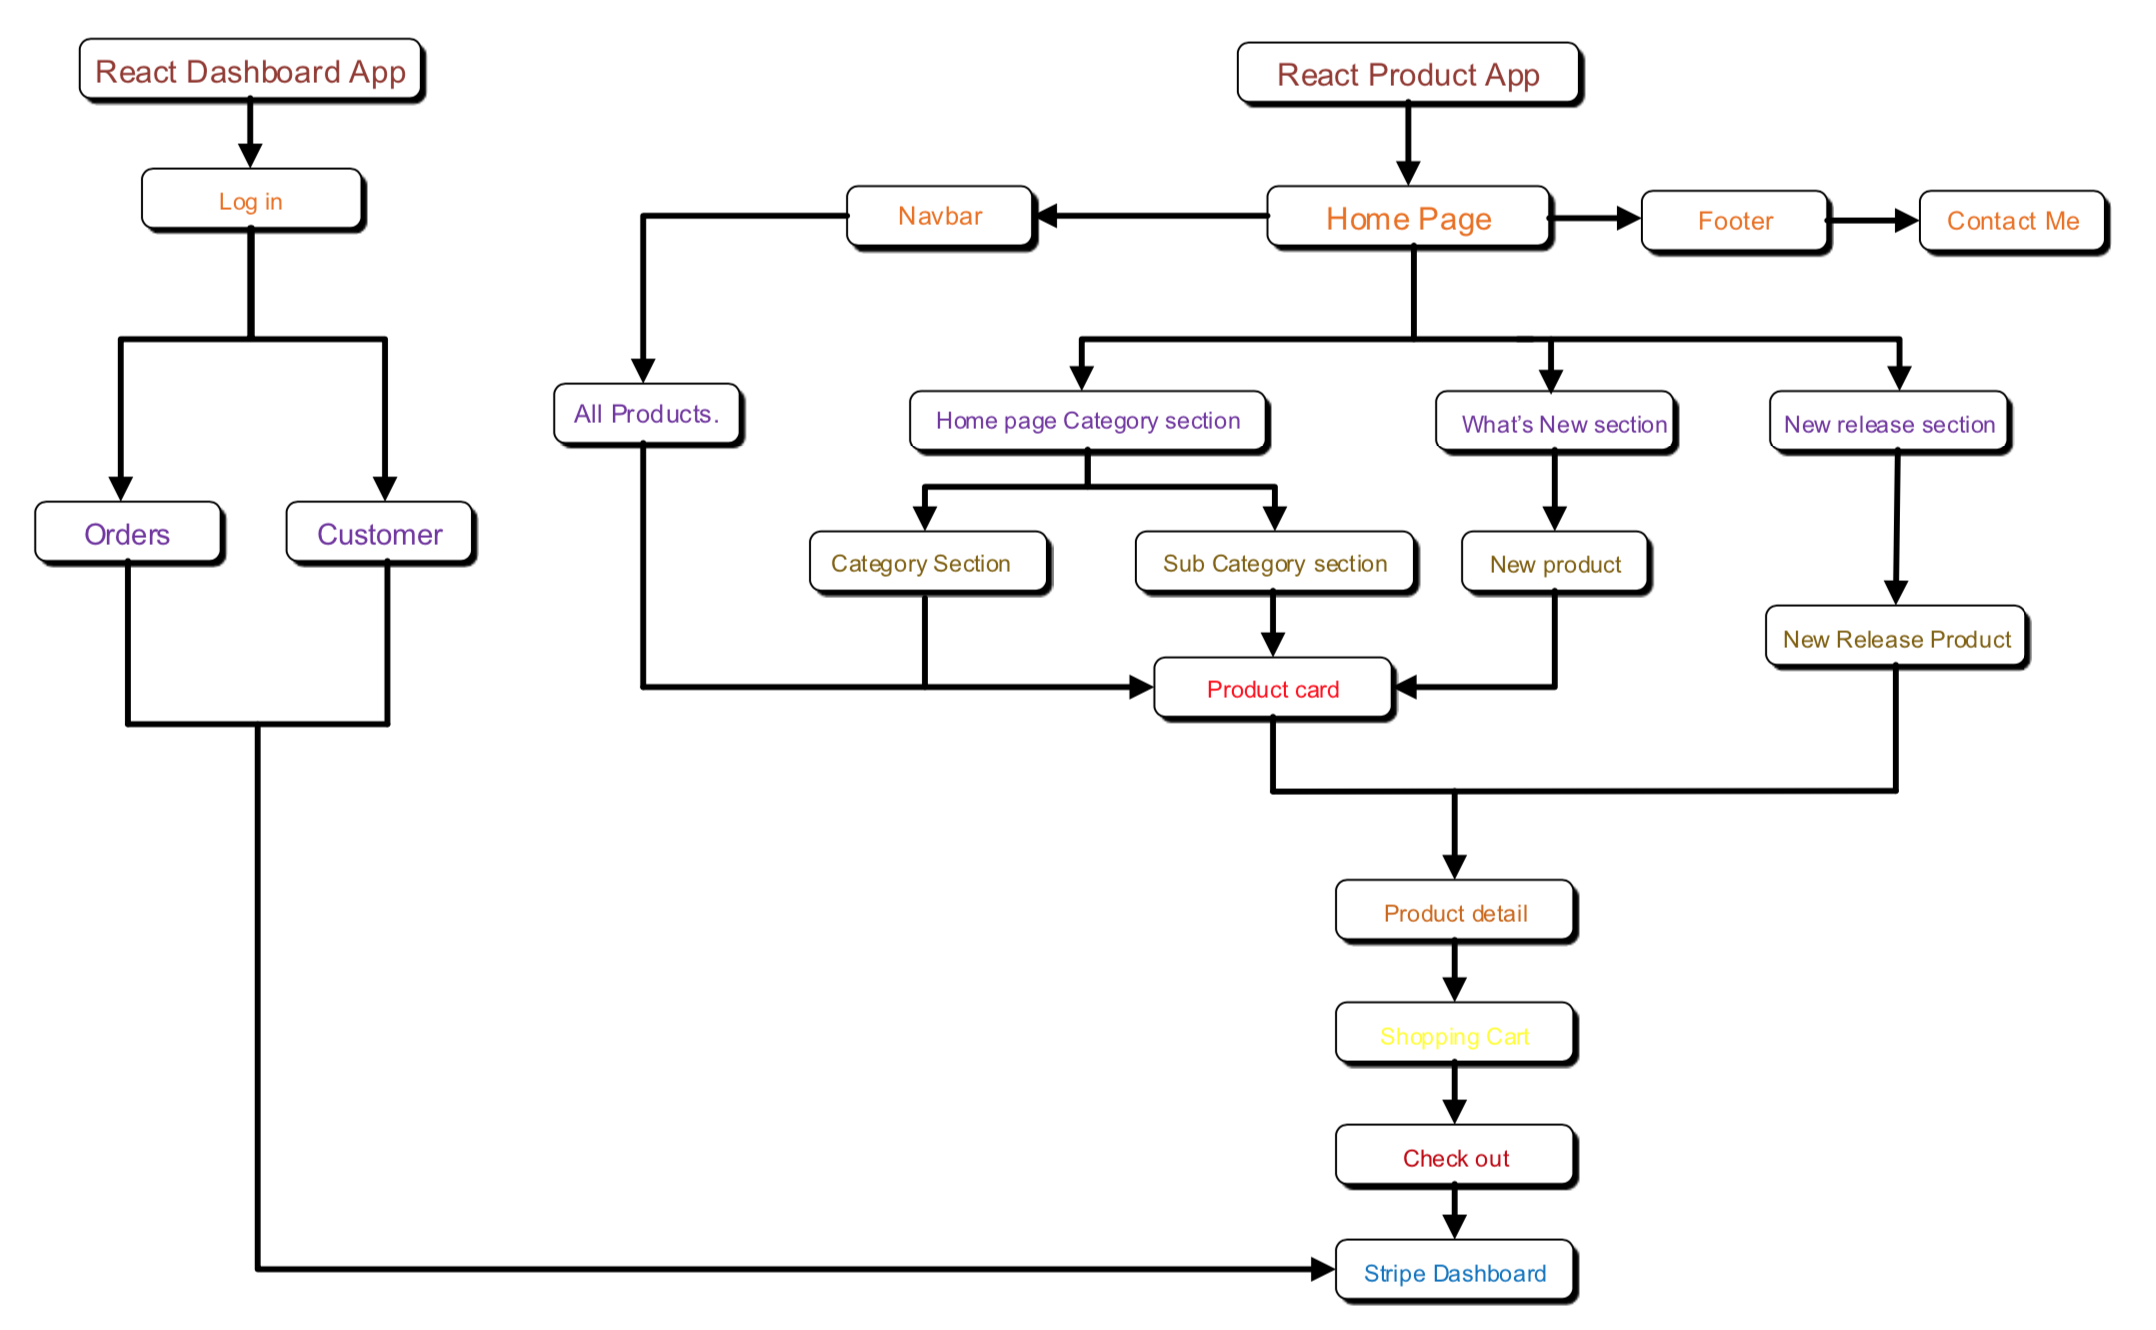 React Dashboard App
React Product App
Log in
Navbar
Home Page
Footer
Contact Me
All Products.
Home page Category section
What’s New section
New release section
Orders
Customer
Category Section
Sub Category section
New product
New Release Product
Product card
Product detail
Shopping Cart
Check out
Stripe Dashboard